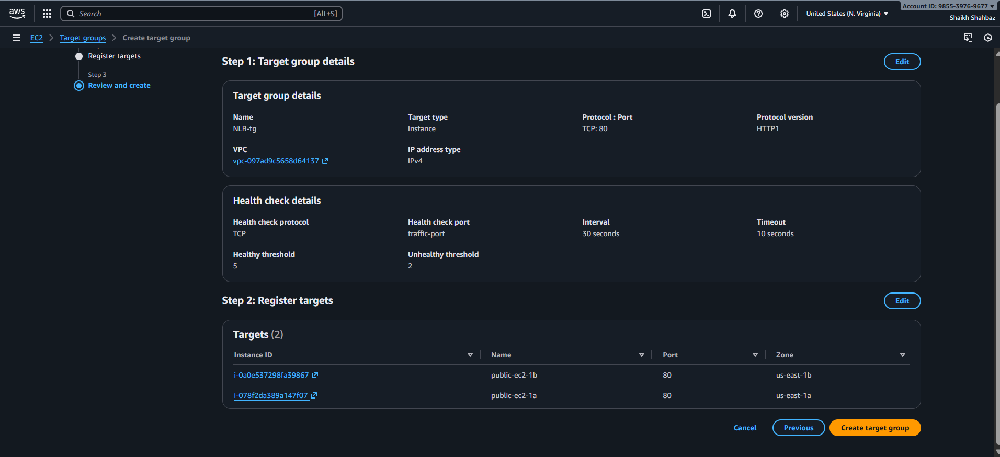 aws
Search [Alt+S]
United States (N. Virginia)
Account ID: 9855-3976-9677
Shaikh Shahbaz
EC2 Target groups Create target group
Register targets
Step 3
Review and create
Step 1: Target group details
Edit
Target group details
Name Target type Protocol : Port Protocol version
NLB-tg Instance TCP: 80 HTTP1
VPC IP address type
vpc-097ad9c5658d64137 IPv4
Health check details
Health check protocol Health check port Interval Timeout
TCP traffic-port 30 seconds 10 seconds
Healthy threshold Unhealthy threshold
5 2
Step 2: Register targets
Edit
Targets (2)
Instance ID Name Port Zone
i-0a0e537298fa39867 public-ec2-1b 80 us-east-1b
i-078f2da389a147f07 public-ec2-1a 80 us-east-1a
Cancel Previous Create target group